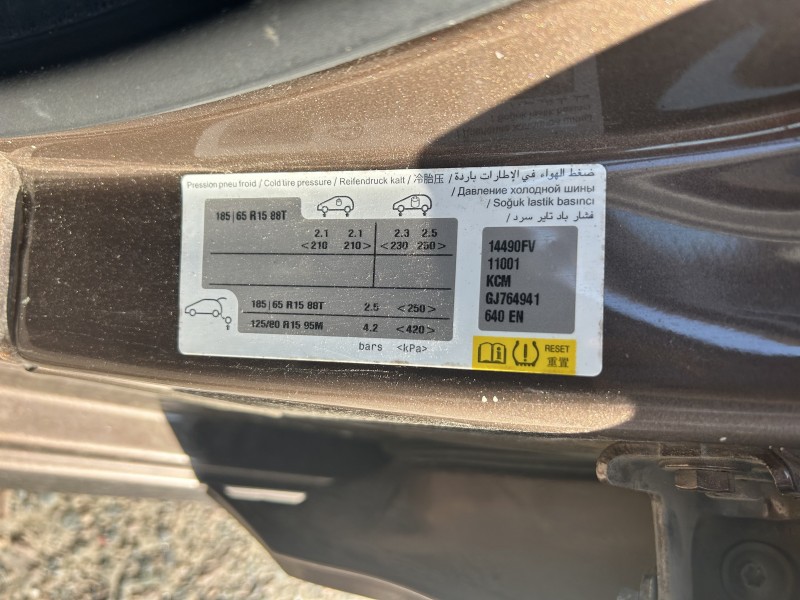 Pression pneu froid / Cold tire pressure / Reifendruck kalt / 冷胎压 / ضغط الهواء في الإطارات باردة
/ Давление холодной шины
/ Soğuk lastik basıncı
/ فشار باد تایر سرد
185|65 R15 88T
2.1 2.1 2.3 2.5
<210 210> <230 250>
185|65 R15 88T 2.5 <250>
125/80 R15 95M 4.2 <420>
bars <kPa>
14490FV
11001
KCM
GJ764941
640 EN
RESET
重置